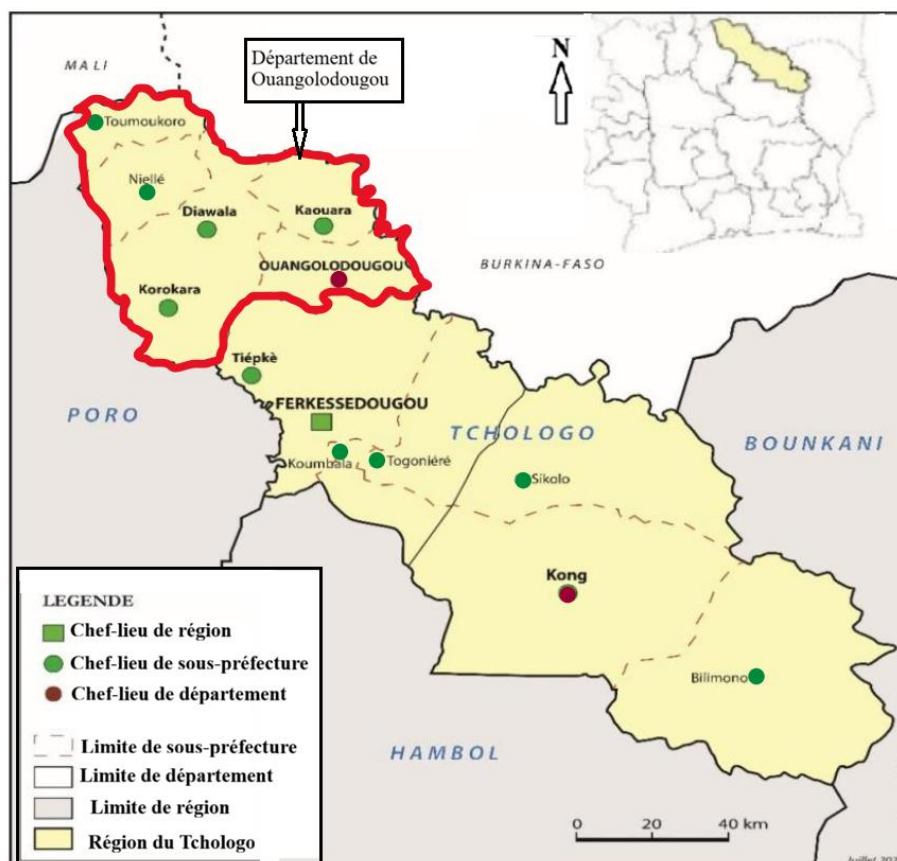 Département de
Ouangolodougou
N
MALI
Toumoukoro
Niellé
Diawala
Kaouara
OUANGOLODOUGOU
BURKINA-FASO
Korokara
Tiépkè
FERKESSEDOUGOU
PORO
TCHOLOGO
BOUNKANI
Koumbala
Togoniéré
Sikolo
Kong
Bilimono
HAMBOL
LEGENDE
Chef-lieu de région
Chef-lieu de sous-préfecture
Chef-lieu de département
Limite de sous-préfecture
Limite de département
Limite de région
Région du Tchologo
0 20 40 km